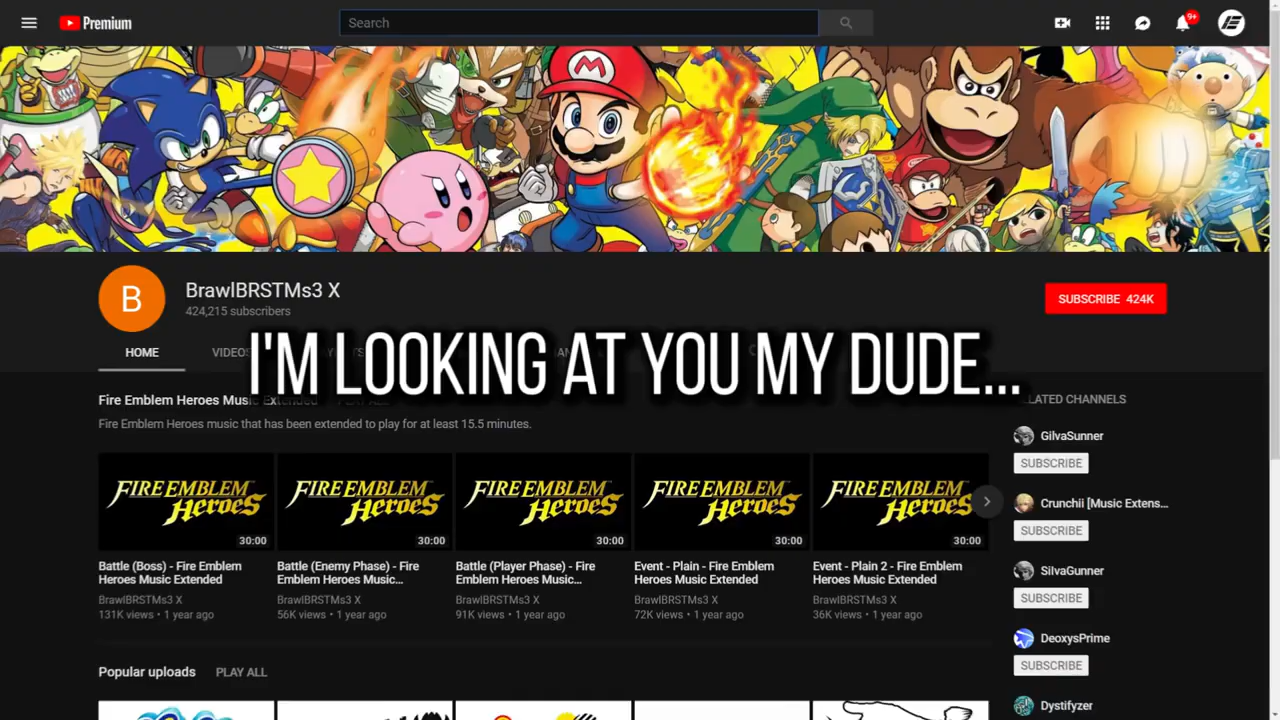 Premium
Search
9+
B
BrawlBRSTMs3 X
424,215 subscribers
SUBSCRIBE 424K
HOME
I'M LOOKING AT YOU MY DUDE...
Fire Emblem Heroes Music Extended
Fire Emblem Heroes music that has been extended to play for at least 15.5 minutes.
FIRE EMBLEM Heroes
30:00
FIRE EMBLEM Heroes
30:00
FIRE EMBLEM Heroes
30:00
FIRE EMBLEM Heroes
30:00
FIRE EMBLEM Heroes
30:00
Battle (Boss) - Fire Emblem
Heroes Music Extended
BrawlBRSTMs3 X
131K views • 1 year ago
Battle (Enemy Phase) - Fire
Emblem Heroes Music...
BrawlBRSTMs3 X
56K views • 1 year ago
Battle (Player Phase) - Fire
Emblem Heroes Music...
BrawlBRSTMs3 X
91K views • 1 year ago
Event - Plain - Fire Emblem
Heroes Music Extended
BrawlBRSTMs3 X
72K views • 1 year ago
Event - Plain 2 - Fire Emblem
Heroes Music Extended
BrawlBRSTMs3 X
36K views • 1 year ago
Popular uploads PLAY ALL
GilvaSunner
SUBSCRIBE
Crunchii [Music Extens...
SUBSCRIBE
SilvaGunner
SUBSCRIBE
DeoxysPrime
SUBSCRIBE
Dystifyzer